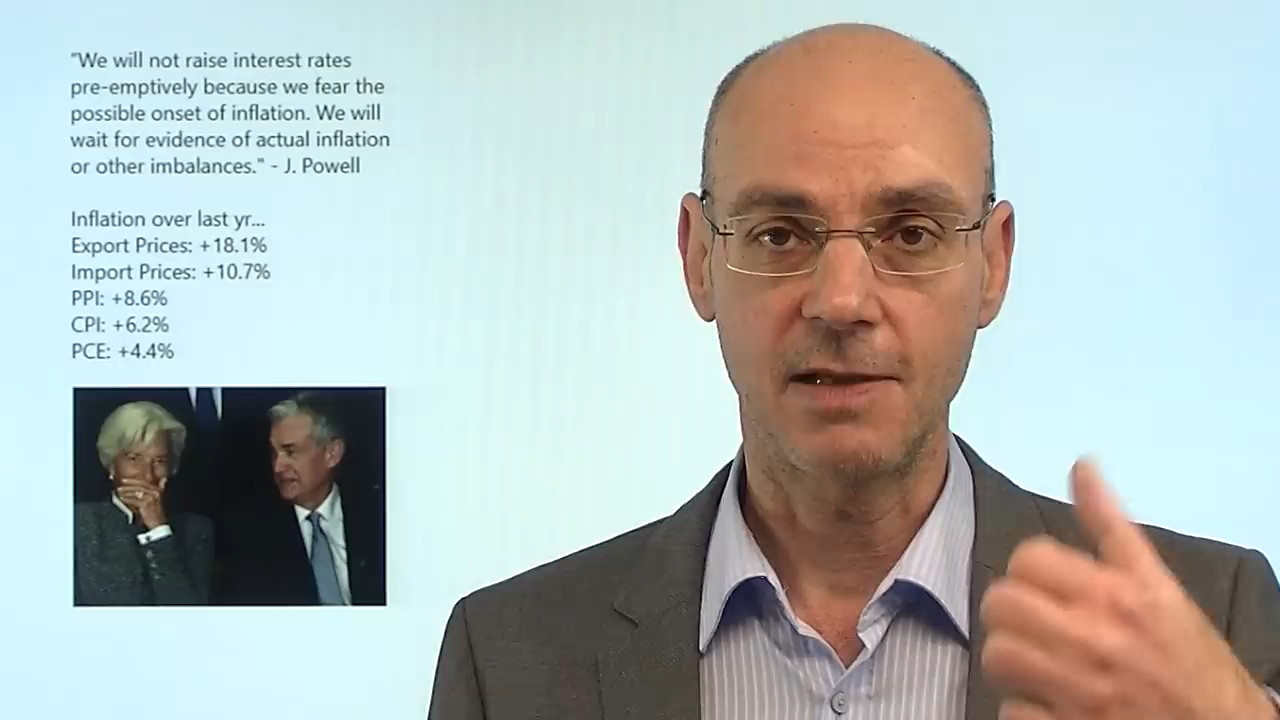 "We will not raise interest rates
pre-emptively because we fear the
possible onset of inflation. We will
wait for evidence of actual inflation
or other imbalances." - J. Powell
Inflation over last yr...
Export Prices: +18.1%
Import Prices: +10.7%
PPI: +8.6%
CPI: +6.2%
PCE: +4.4%